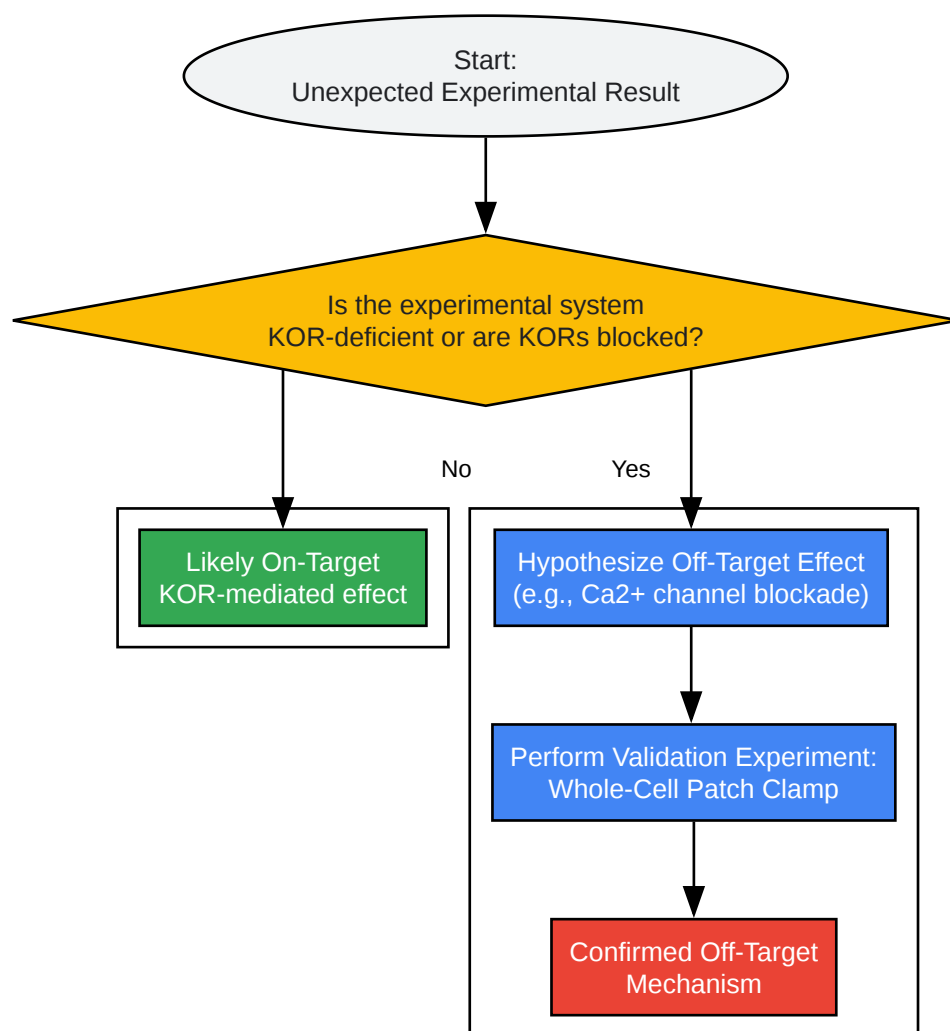 Start:
Unexpected Experimental Result
Is the experimental system
KOR-deficient or are KORs blocked?
No
Yes
Likely On-Target
KOR-mediated effect
Hypothesize Off-Target Effect
(e.g., Ca2+ channel blockade)
Perform Validation Experiment:
Whole-Cell Patch Clamp
Confirmed Off-Target
Mechanism